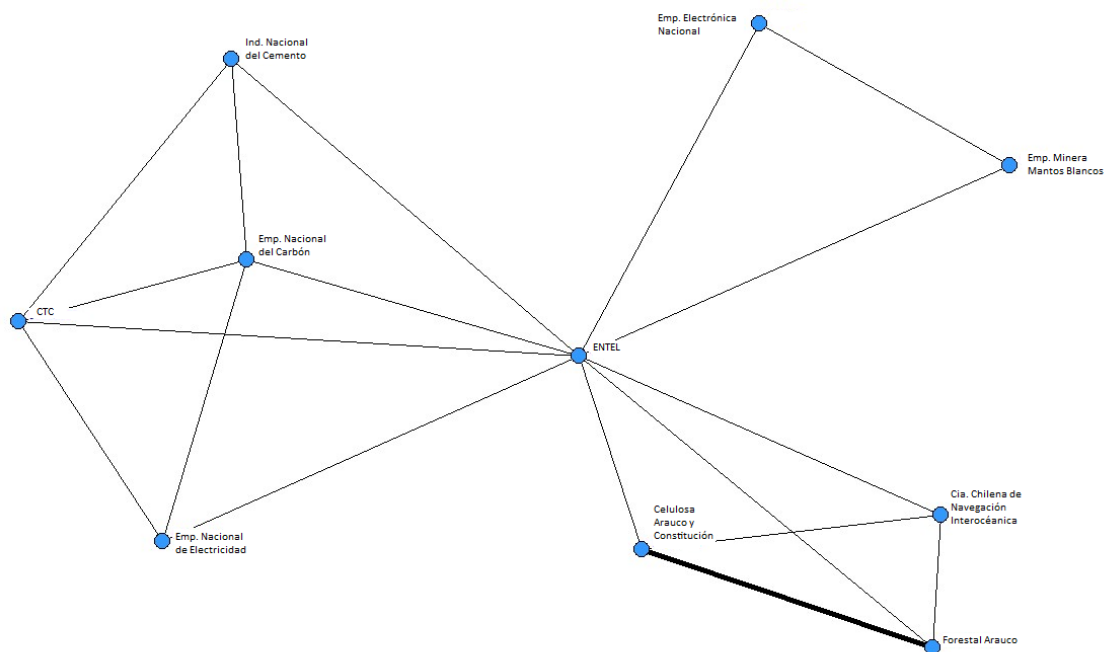 Emp. Electrónica
Nacional
Ind. Nacional
del Cemento
Emp. Minera
Mantos Blancos
Emp. Nacional
del Carbón
CTC
ENTEL
Celulosa
Arauco y
Constitución
Cia. Chilena de
Navegación
Interocéanica
Emp. Nacional
de Electricidad
Forestal Arauco